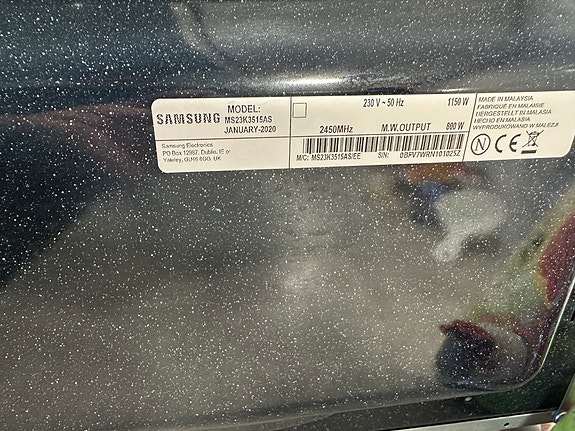 SAMSUNG
MODEL:
MS23K3515AS
JANUARY-2020
Samsung Electronics
PO Box 12987, Dublin, IE or
Yateley, GU46 6GG, UK
230 V ~ 50 Hz 1150 W
2450MHz M.W.OUTPUT 800 W
M/C: MS23K3515AS/EE S/N: 0BFV7WRN101025Z
MADE IN MALAYSIA
FABRIQUÉ EN MALAISIE
HERGESTELLT IN MALAYSIA
HECHO EN MALASIA
WYPRODUKOWANO W MALEZJI
N CE